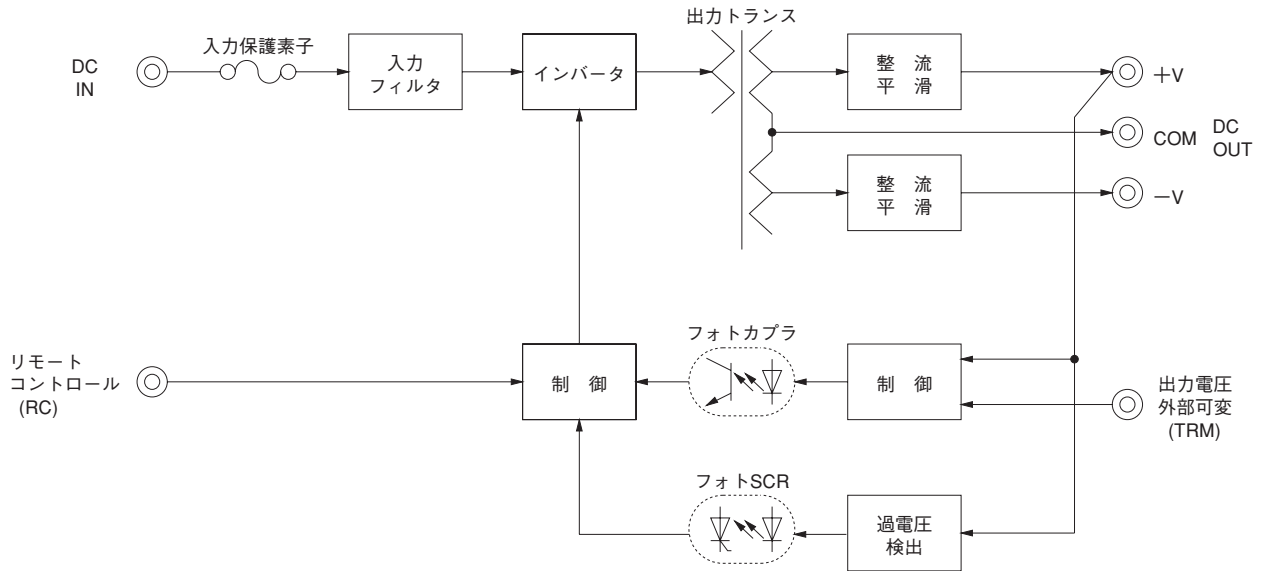 出力トランス
入力保護素子
DC
IN
入力
フィルタ
インバータ
整 流
平 滑
+V
COM
DC
OUT
整 流
平 滑
−V
リモート
コントロール
(RC)
制 御
フォトカプラ
制 御
出力電圧
外部可変
(TRM)
フォトSCR
過電圧
検出